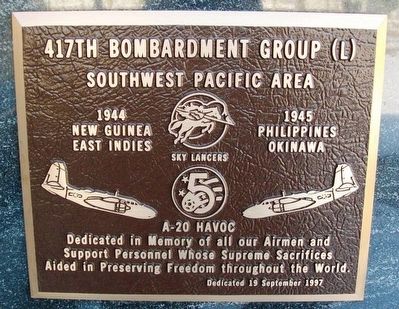 417TH BOMBARDMENT GROUP (L)
SOUTHWEST PACIFIC AREA
1944
NEW GUINEA
EAST INDIES
1945
PHILIPPINES
OKINAWA
SKY LANCERS
5
A-20 HAVOC
Dedicated in Memory of all our Airmen and
Support Personnel Whose Supreme Sacrifices
Aided in Preserving Freedom throughout the World.
Dedicated 19 September 1997